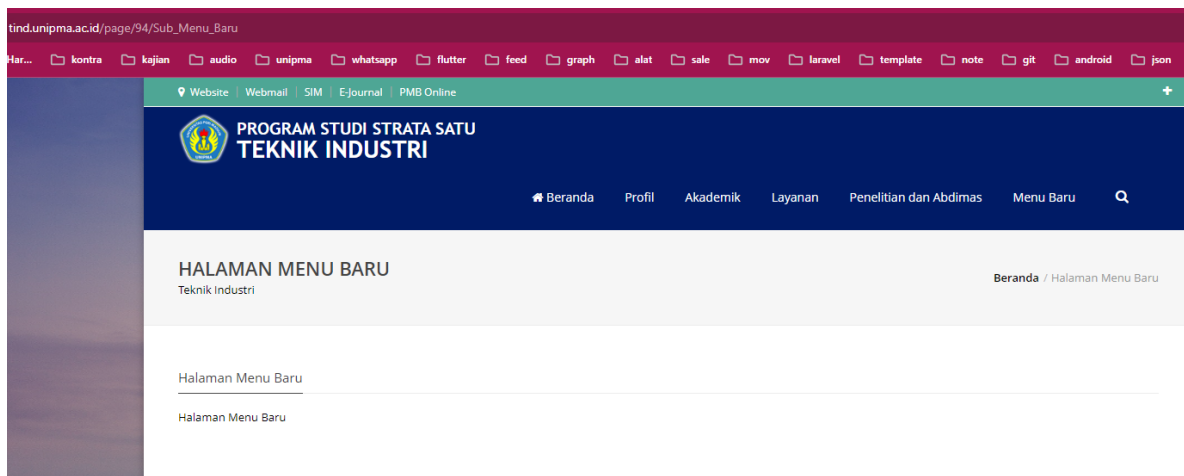 tind.unipma.ac.id/page/94/Sub_Menu_Baru
Har... kontra kajian audio unipma whatsapp flutter feed graph alat sale mov laravel template note git android json
Website | Webmail | SIM | E-Journal | PMB Online
PROGRAM STUDI STRATA SATU
TEKNIK INDUSTRI
Beranda Profil Akademik Layanan Penelitian dan Abdimas Menu Baru
HALAMAN MENU BARU
Teknik Industri
Beranda / Halaman Menu Baru
Halaman Menu Baru
Halaman Menu Baru